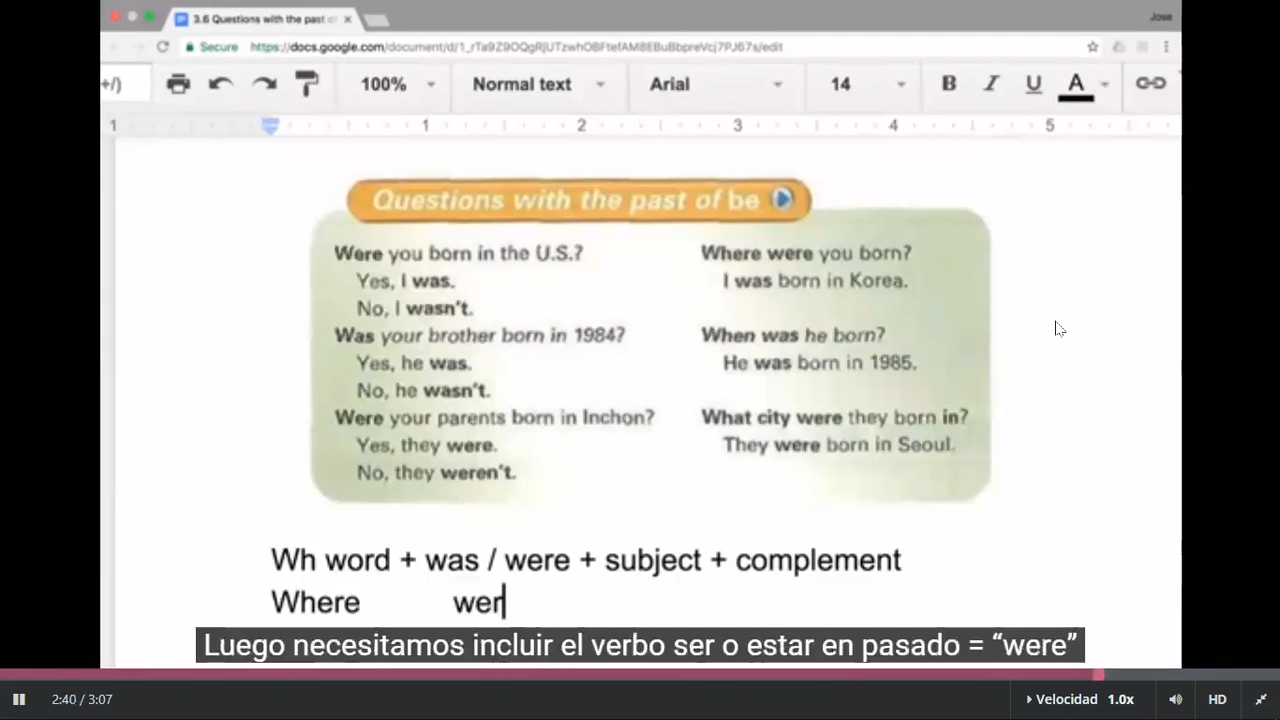 3.6 Questions with the past of
Jose
Secure https://docs.google.com/document/d/1_rTa9Z9OQgRjUTzwhOBFtefAM8EBuBbpreVcj7PJ67s/edit
+/) 100% Normal text Arial 14 B I U A
1 1 2 3 4 5
Questions with the past of be
Were you born in the U.S.?
Yes, I was.
No, I wasn't.
Was your brother born in 1984?
Yes, he was.
No, he wasn't.
Were your parents born in Inchon?
Yes, they were.
No, they weren't.
Where were you born?
I was born in Korea.
When was he born?
He was born in 1985.
What city were they born in?
They were born in Seoul.
Wh word + was / were + subject + complement
Where wer
Luego necesitamos incluir el verbo ser o estar en pasado = “were”
2:40 / 3:07 Velocidad 1.0x HD